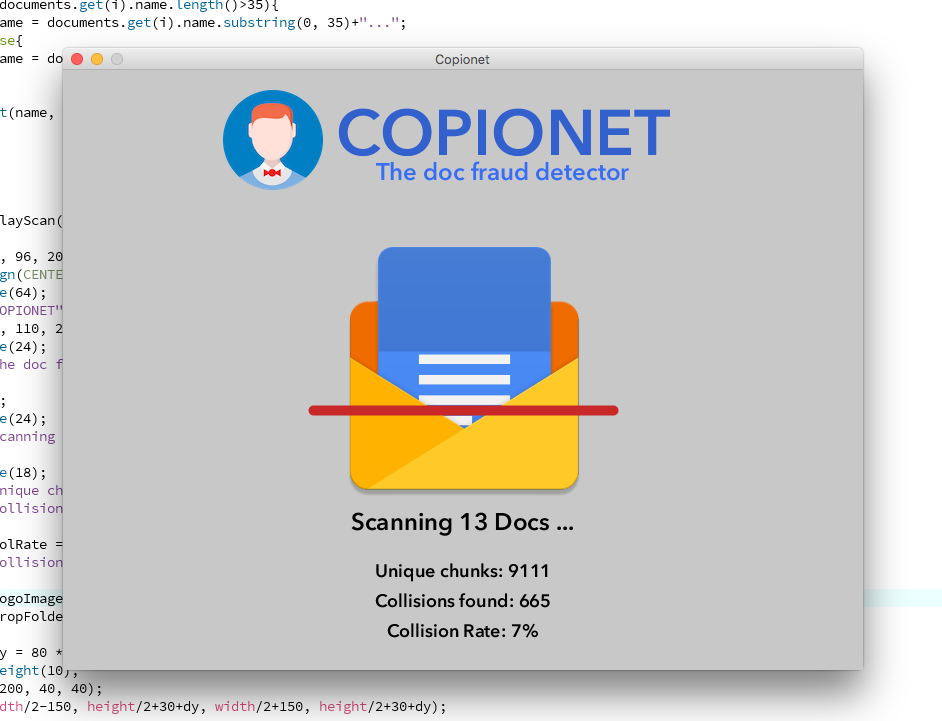 documents.get(i).name.length()>35){
ame = documents.get(i).name.substring(0, 35)+"...";
se{
ame = do
Copionet
t(name,
COPIONET
The doc fraud detector
layScan(
, 96, 20
gn(CENTE
e(64);
OPIONET"
, 110, 2
e(24);
he doc f
;
e(24);
canning
Scanning 13 Docs ...
e(18);
nique ch
ollision
olRate =
ollision
Unique chunks: 9111
Collisions found: 665
Collision Rate: 7%
ogoImage
ropFolde
y = 80 *
eight(10);
200, 40, 40);
dth/2-150, height/2+30+dy, width/2+150, height/2+30+dy);